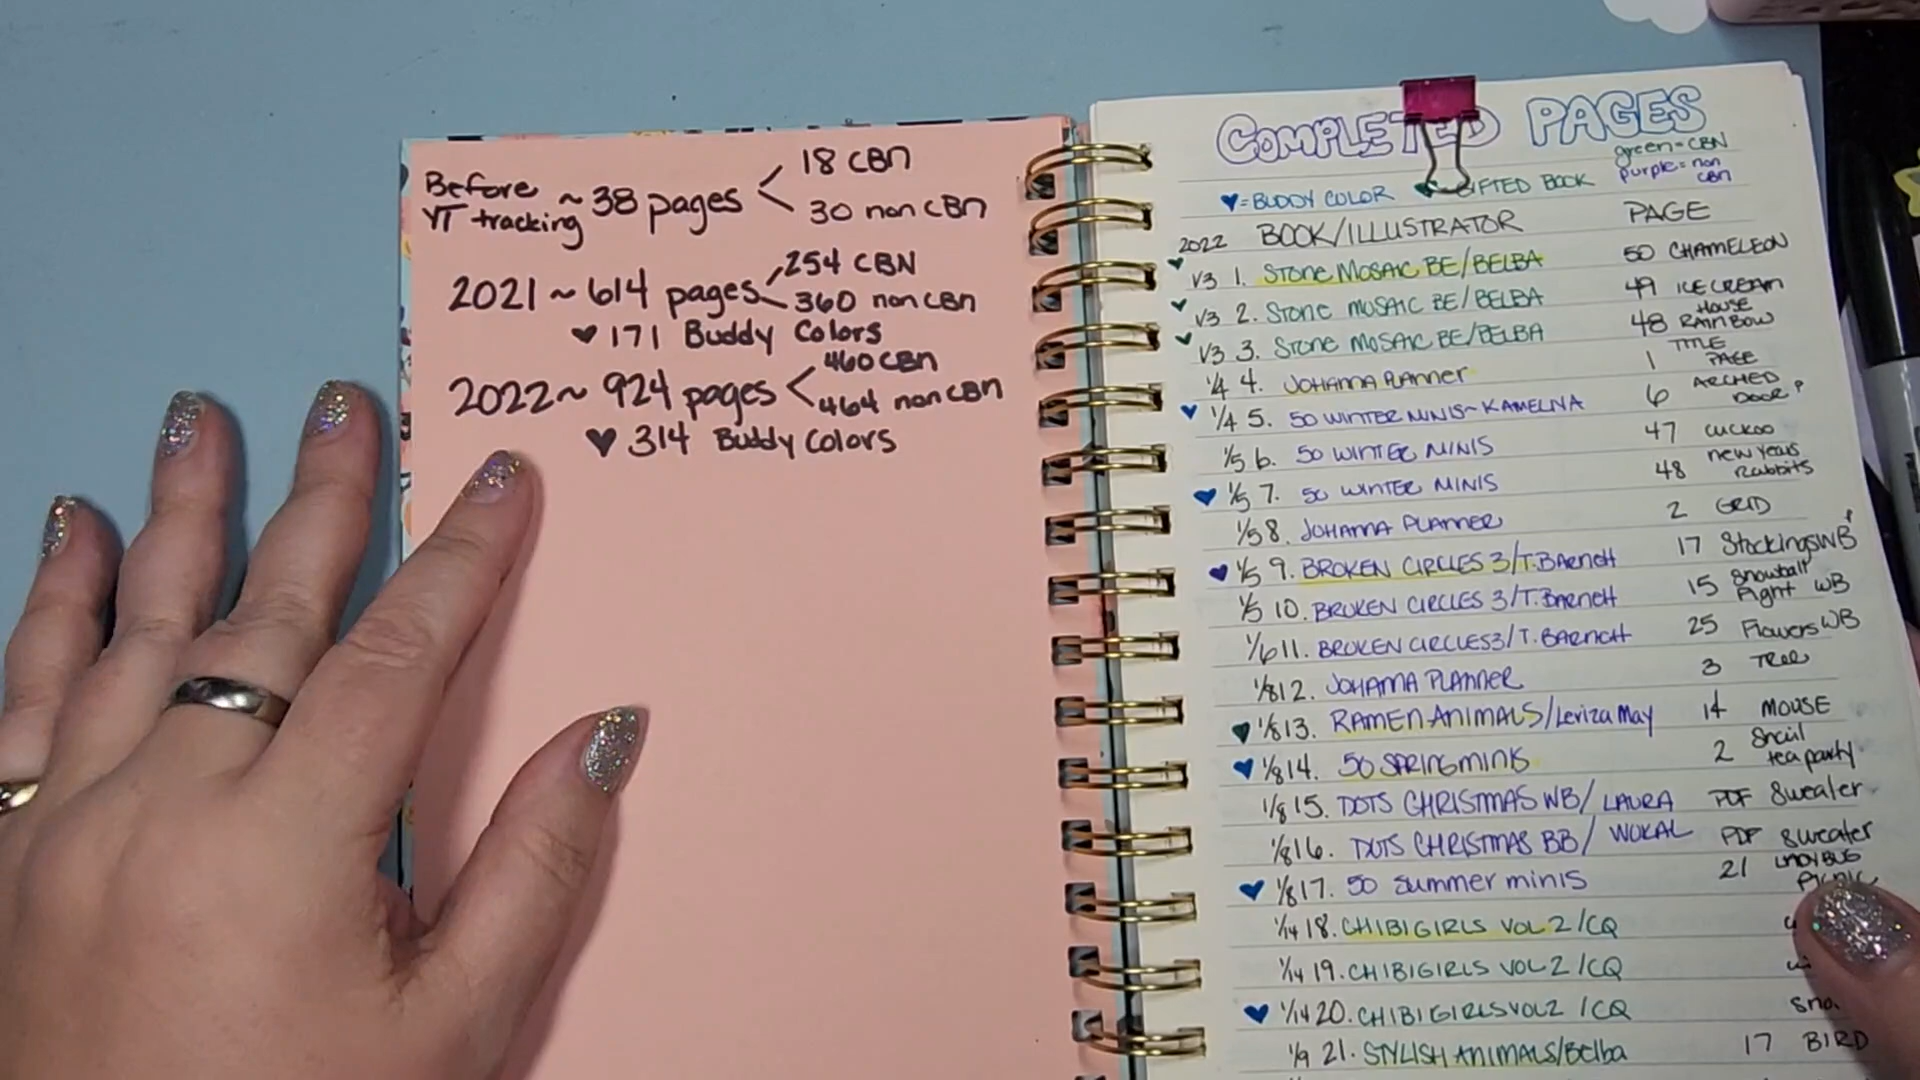 Before YT tracking ~38 pages < 18 CBN
30 non CBN
2021 ~ 614 pages 254 CBN
360 non CBN
♥ 171 Buddy Colors
2022 ~ 924 pages < 460 CBN
464 non CBN
♥ 314 Buddy Colors
COMPLETED PAGES
green = CBN
purple = non CBN
♥ = BUDDY COLOR GIFTED BOOK
2022 BOOK/ILLUSTRATOR PAGE
1/3 1. STONE MOSAIC BE/BELBA 50 CHAMELEON
1/3 2. STONE MOSAIC BE/BELBA 49 ICE CREAM HOUSE
1/3 3. STONE MOSAIC BE/BELBA 48 RAINBOW
1/4 4. JOHANNA PLANNER 1 TITLE PAGE
♥ 1/4 5. 50 WINTER MINIS ~ KAMELINA 6 ARCHED DOOR
1/5 6. 50 WINTER MINIS 47 CUCKOO
♥ 1/5 7. 50 WINTER MINIS 48 new years Rabbits
1/5 8. JOHANNA PLANNER 2 GRID
♥ 1/5 9. BROKEN CIRCLES 3/T.BARNETT 17 Stockings WB
1/5 10. BROKEN CIRCLES 3/T.BARNETT 15 Snowball Fight WB
1/6 11. BROKEN CIRCLES 3/T.BARNETT 25 Flowers WB
1/8 12. JOHANNA PLANNER 3 TREE
♥ 1/8 13. RAMEN ANIMALS/Leriza May 14 MOUSE
♥ 1/8 14. 50 SPRING minis 2 Snail tea party
1/8 15. DOTS CHRISTMAS WB/ LAURA PDF Sweater
1/8 16. DOTS CHRISTMAS BB/ WOKAL PDF Sweater
♥ 1/8 17. 50 Summer minis 21 LADYBUG PICNIC
1/14 18. CHIBI GIRLS VOL 2 /CQ
1/14 19. CHIBI GIRLS VOL 2 /CQ
♥ 1/14 20. CHIBI GIRLS VOL 2 /CQ
1/9 21. STYLISH ANIMALS/Belba 17 BIRD